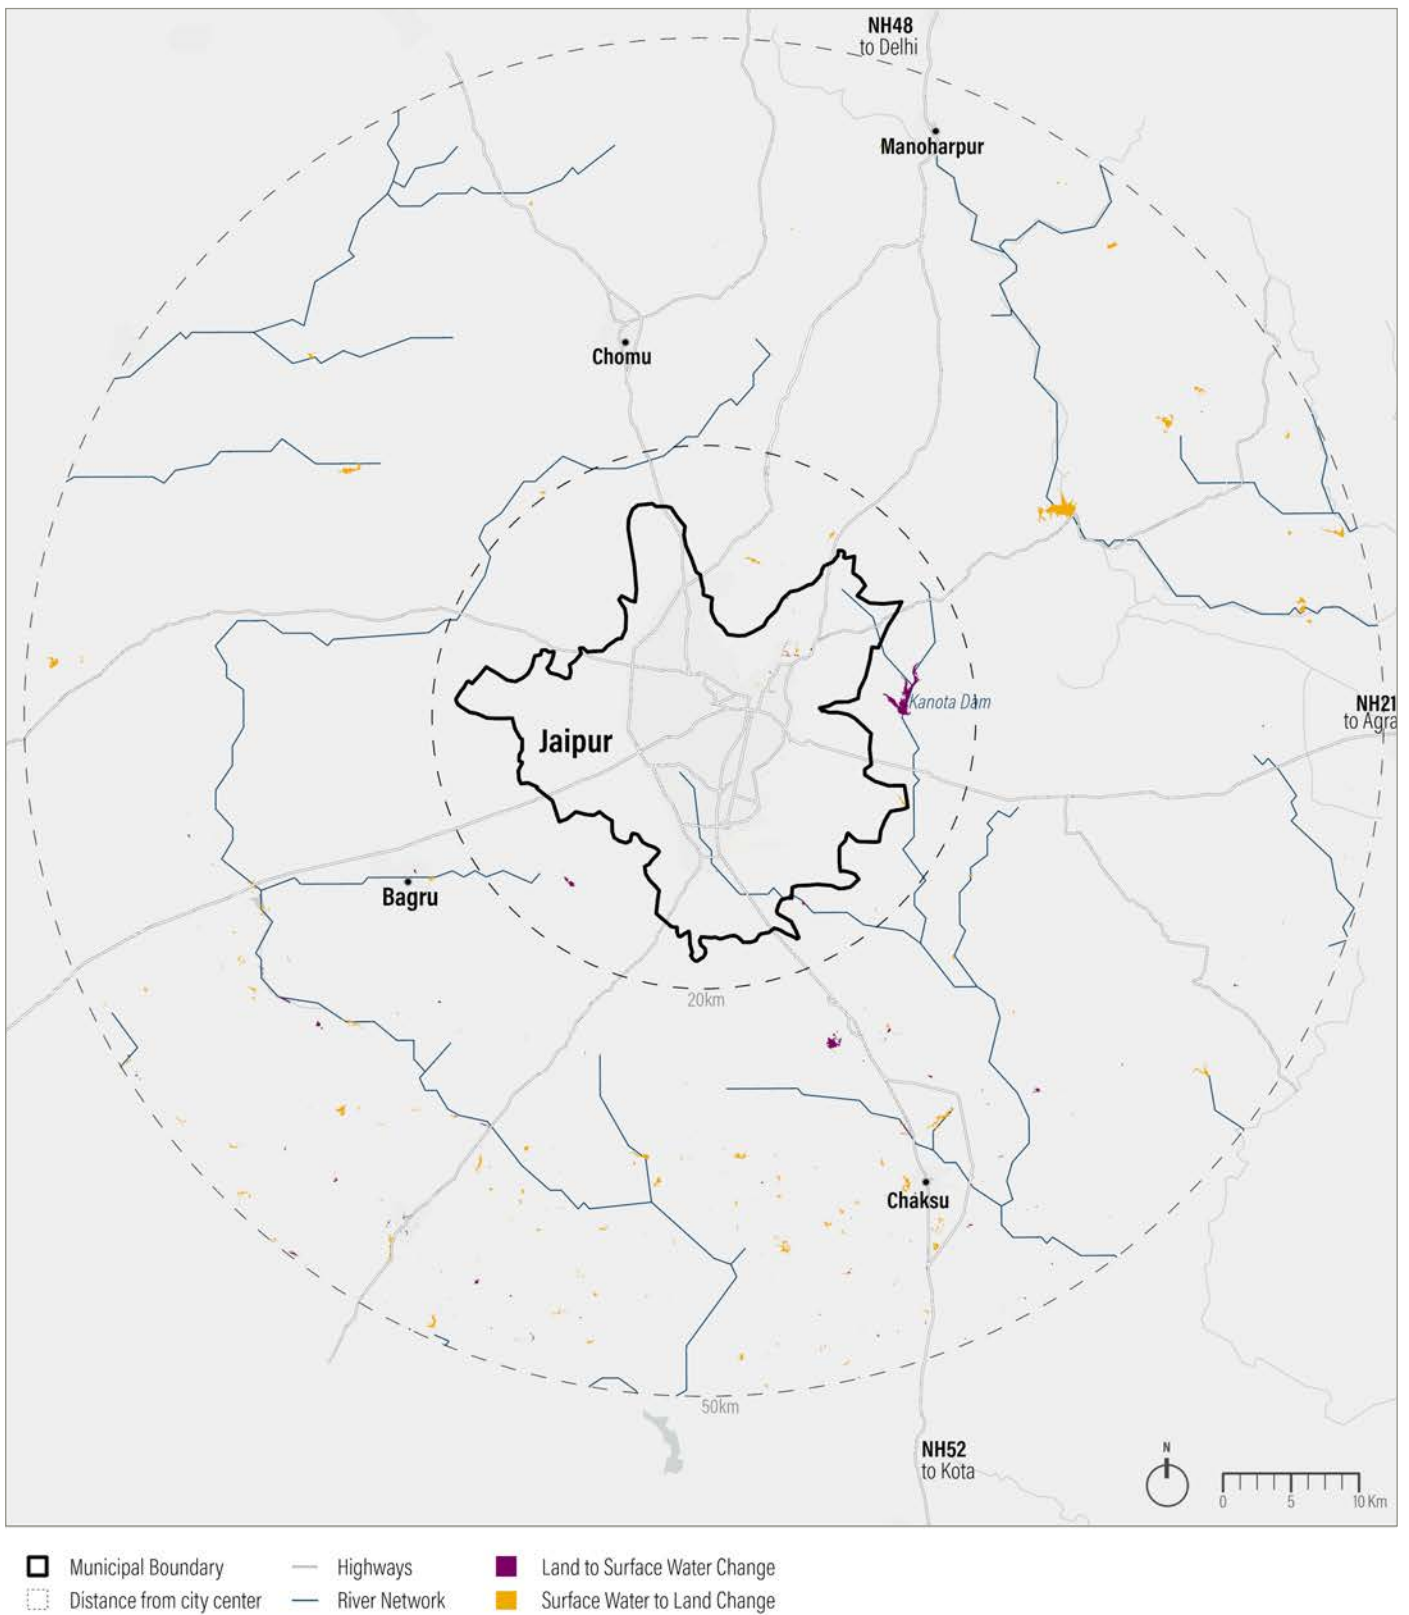 NH48
to Delhi
Manoharpur
Chomu
Kanota Dam
NH21
to Agra
Jaipur
Bagru
20km
Chaksu
50km
NH52
to Kota
N
0 5 10 Km
Municipal Boundary
Highways
Land to Surface Water Change
Distance from city center
River Network
Surface Water to Land Change